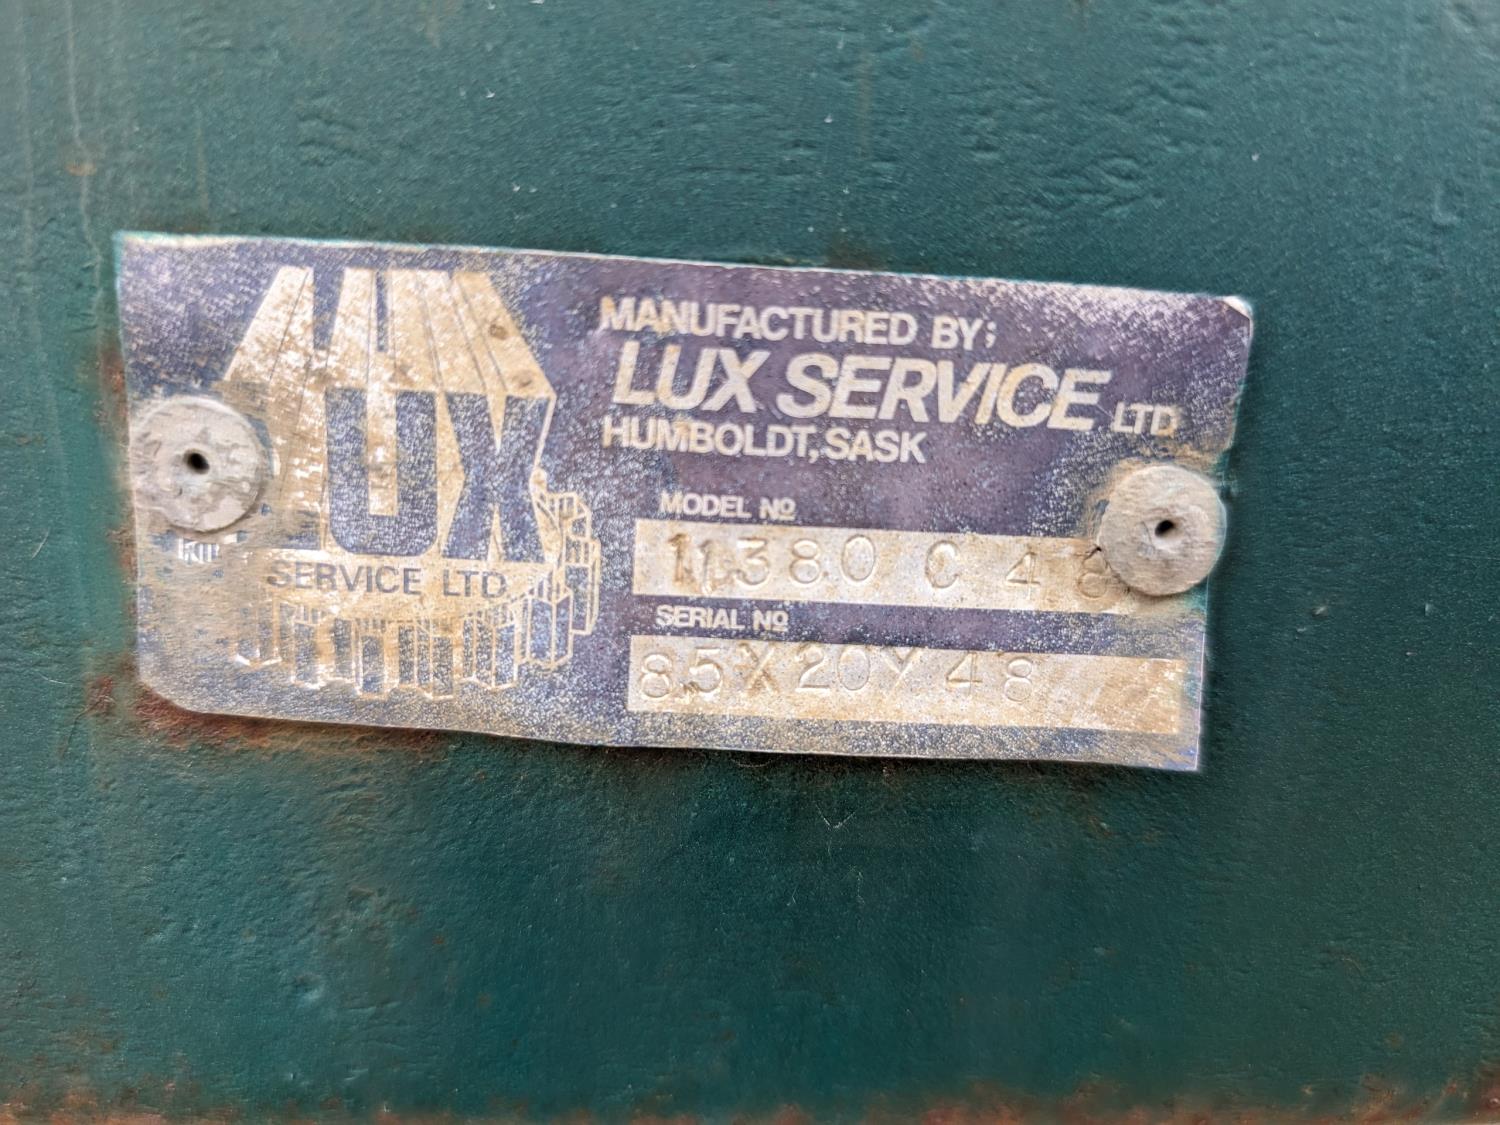 LUX
SERVICE LTD
MANUFACTURED BY;
LUX SERVICE LTD
HUMBOLDT, SASK
MODEL Nº
11380 C 48
SERIAL Nº
85X20Y48